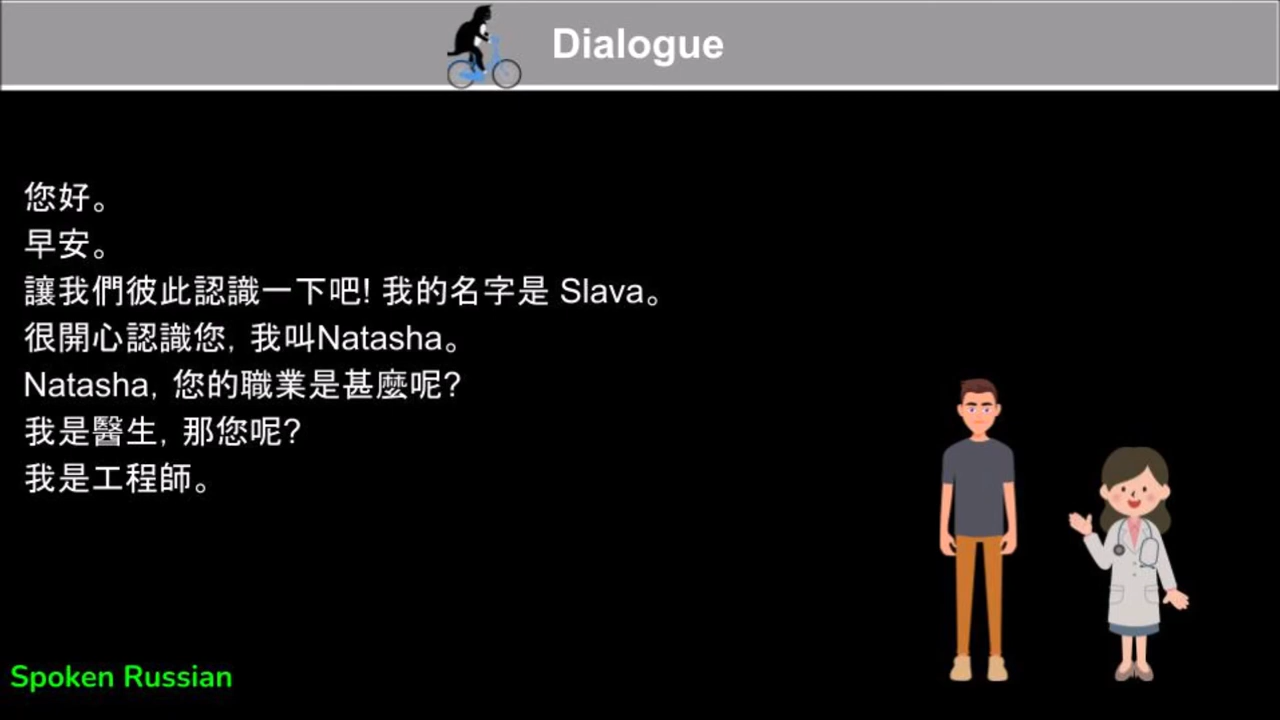 Dialogue
您好。
早安。
讓我們彼此認識一下吧! 我的名字是 Slava。
很開心認識您, 我叫Natasha。
Natasha, 您的職業是甚麼呢?
我是醫生, 那您呢?
我是工程師。
Spoken Russian